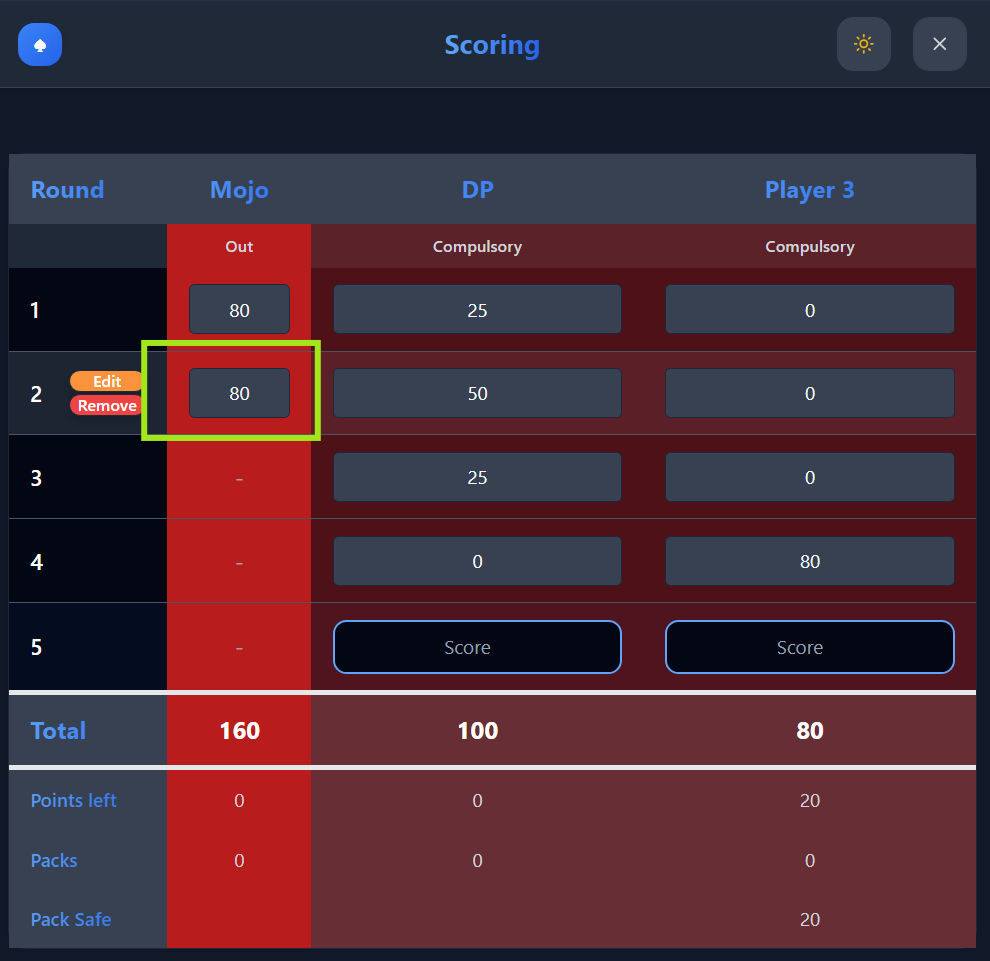 Scoring
Round Mojo DP Player 3
Out Compulsory Compulsory
1 80 25 0
2 Edit Remove 80 50 0
3 - 25 0
4 - 0 80
5 - Score Score
Total 160 100 80
Points left 0 0 20
Packs 0 0 0
Pack Safe 20